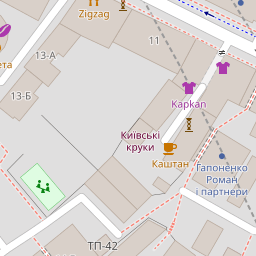 Zigzag
11
13-А
ета
13-Б
Kapkan
Київські
круки
Каштан
Гапоненко
Роман
і партнери
ТП-42